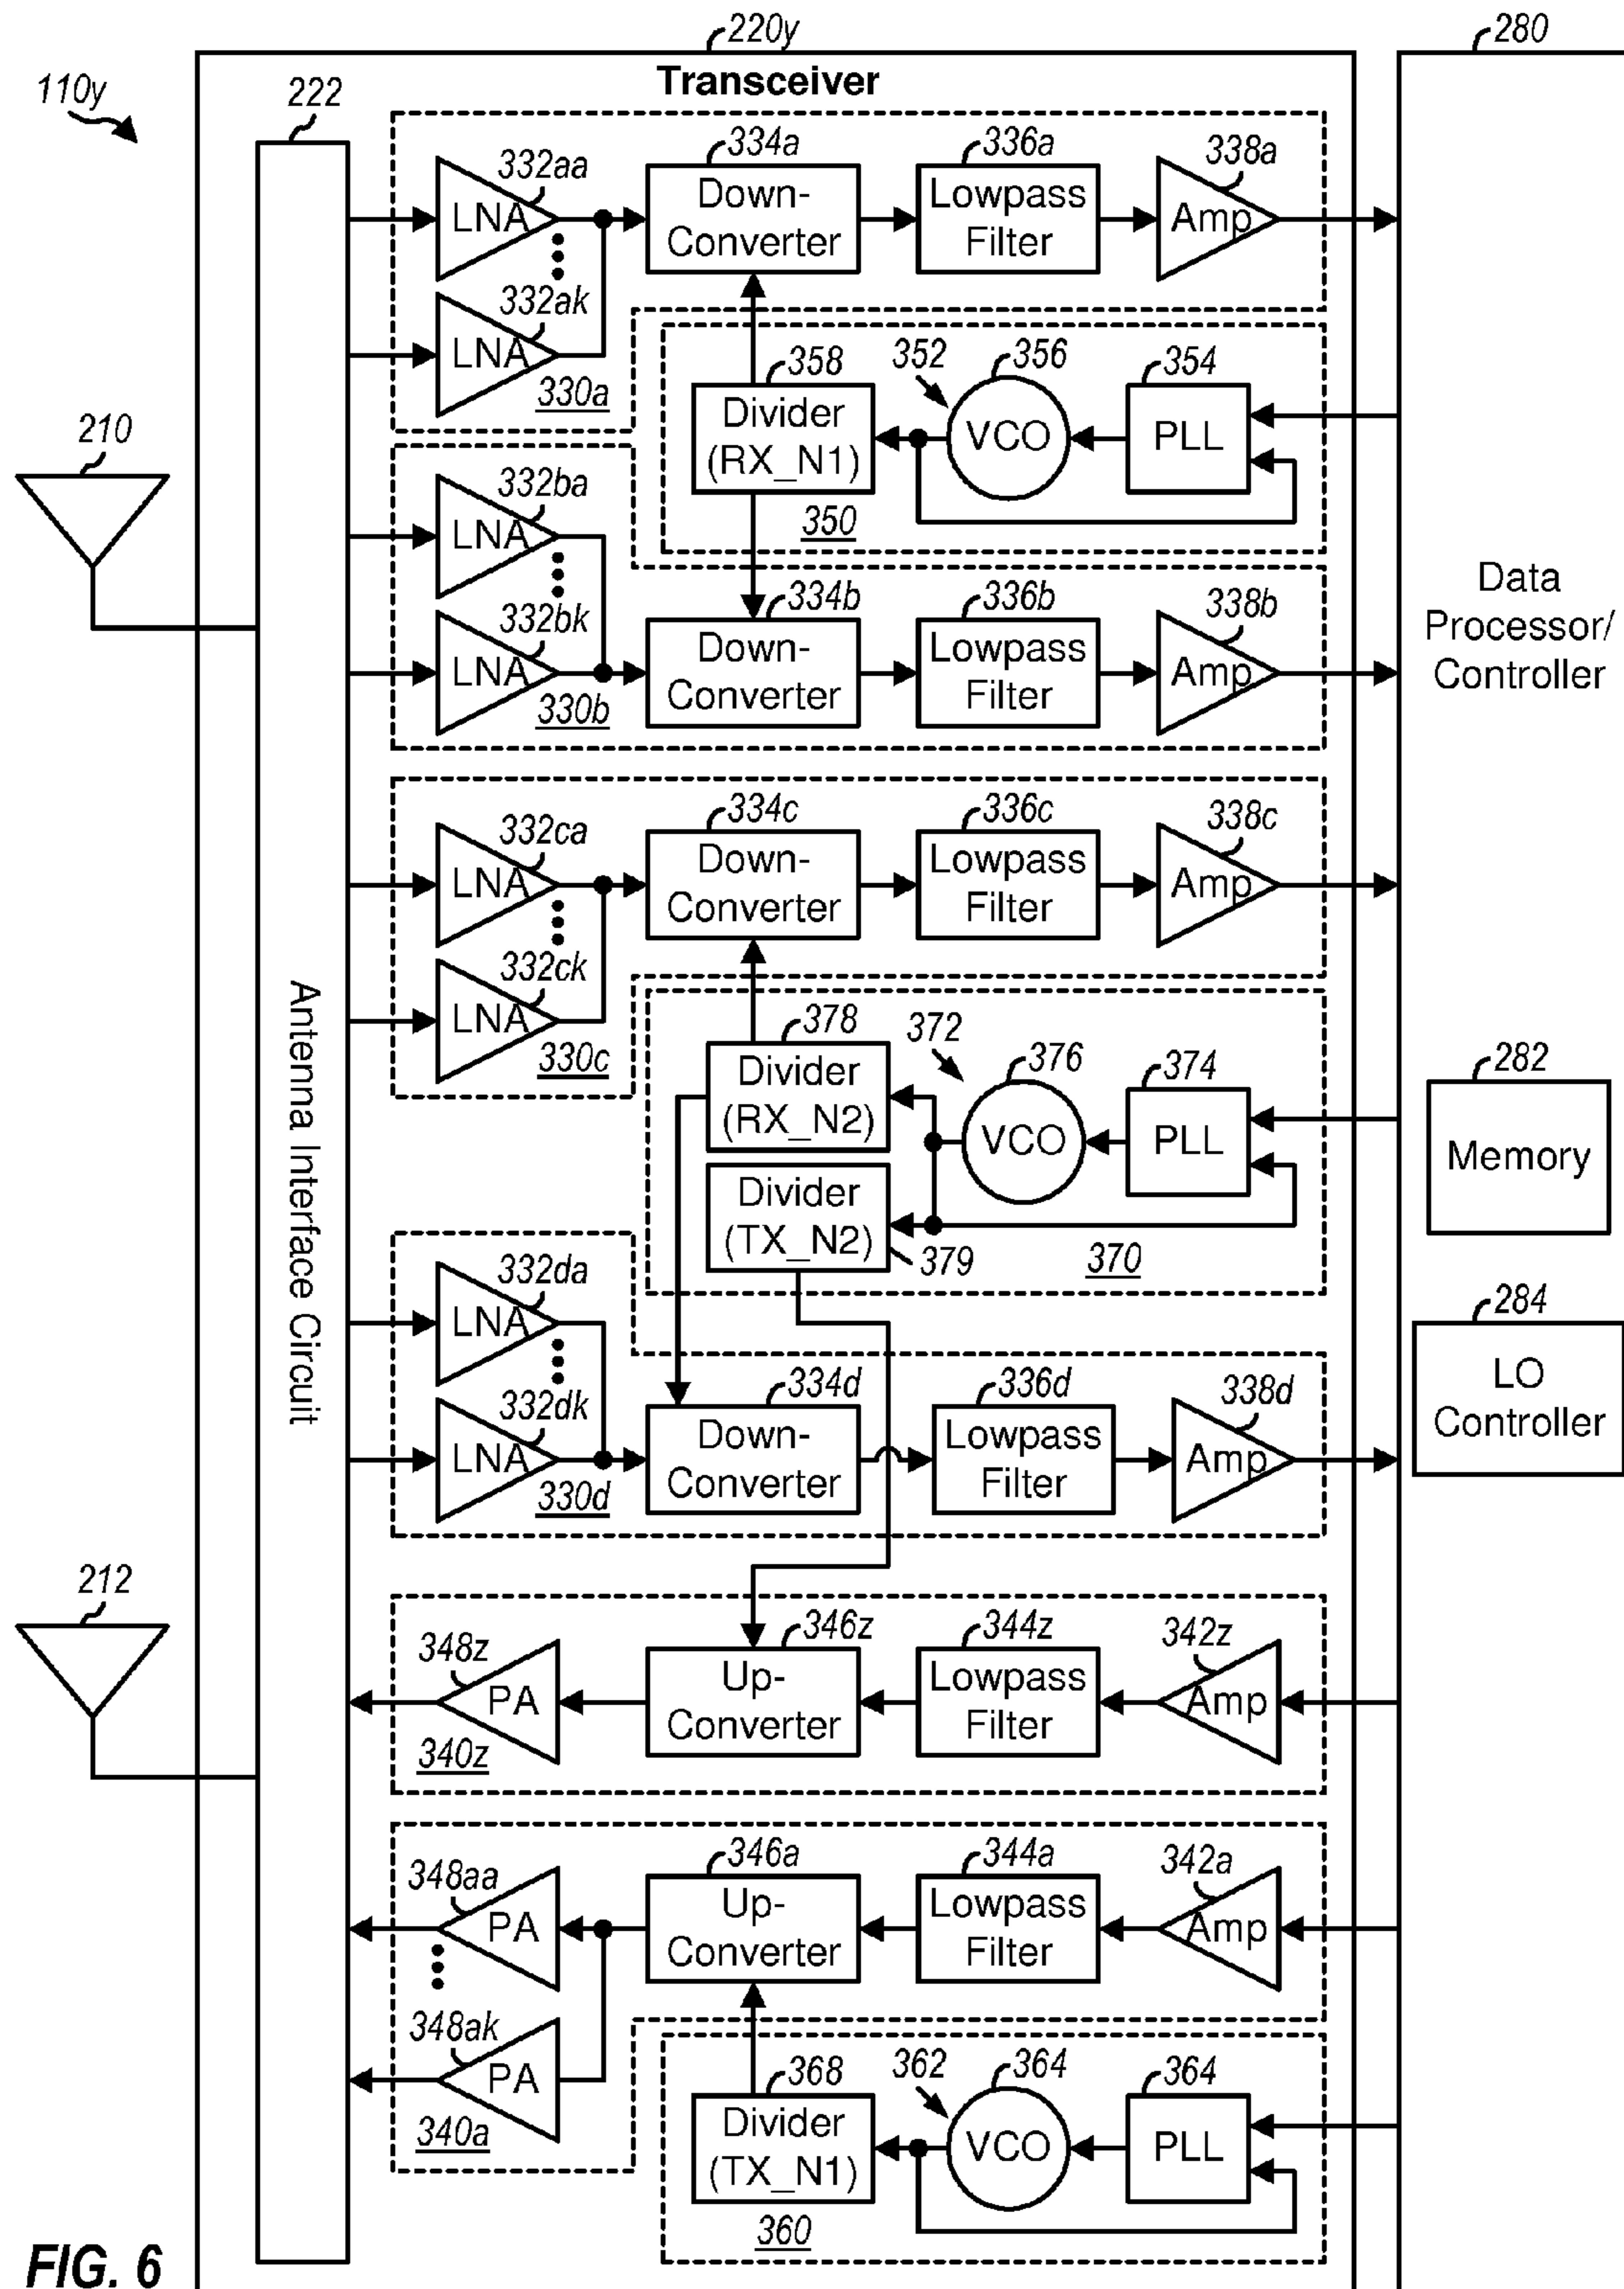 220y
280
Transceiver
110y
222
334a
336a
338a
332aa
LNA
Down-
Converter
Lowpass
Filter
Amp
332ak
LNA
330a
358
352
356
354
Divider
(RX_N1)
VCO
PLL
350
210
332ba
LNA
332bk
LNA
330b
334b
336b
338b
Down-
Converter
Lowpass
Filter
Amp
Data
Processor/
Controller
334c
336c
338c
332ca
LNA
Down-
Converter
Lowpass
Filter
Amp
332ck
LNA
330c
Antenna Interface Circuit
378
372
376
374
Divider
(RX_N2)
VCO
PLL
Divider
(TX_N2)
379
370
282
Memory
284
LO
Controller
332da
LNA
332dk
LNA
330d
334d
336d
338d
Down-
Converter
Lowpass
Filter
Amp
212
348z
PA
340z
346z
344z
342z
Up-
Converter
Lowpass
Filter
Amp
348aa
PA
346a
344a
342a
Up-
Converter
Lowpass
Filter
Amp
348ak
PA
340a
368
362
364
364
Divider
(TX_N1)
VCO
PLL
360
FIG. 6